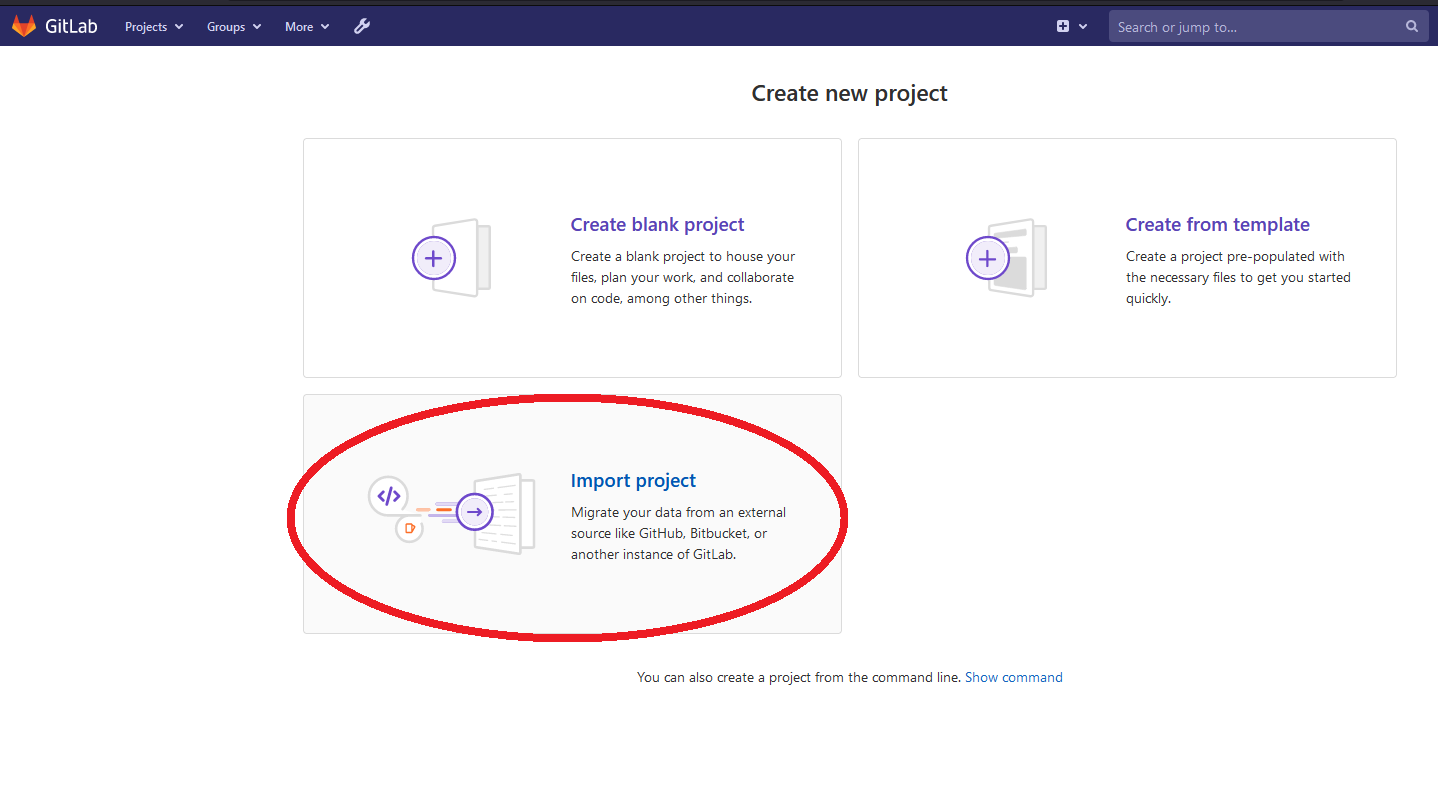 GitLab Projects Groups More Search or jump to...
Create new project
Create blank project
Create a blank project to house your
files, plan your work, and collaborate
on code, among other things.
Create from template
Create a project pre-populated with
the necessary files to get you started
quickly.
Import project
Migrate your data from an external
source like GitHub, Bitbucket, or
another instance of GitLab.
You can also create a project from the command line. Show command